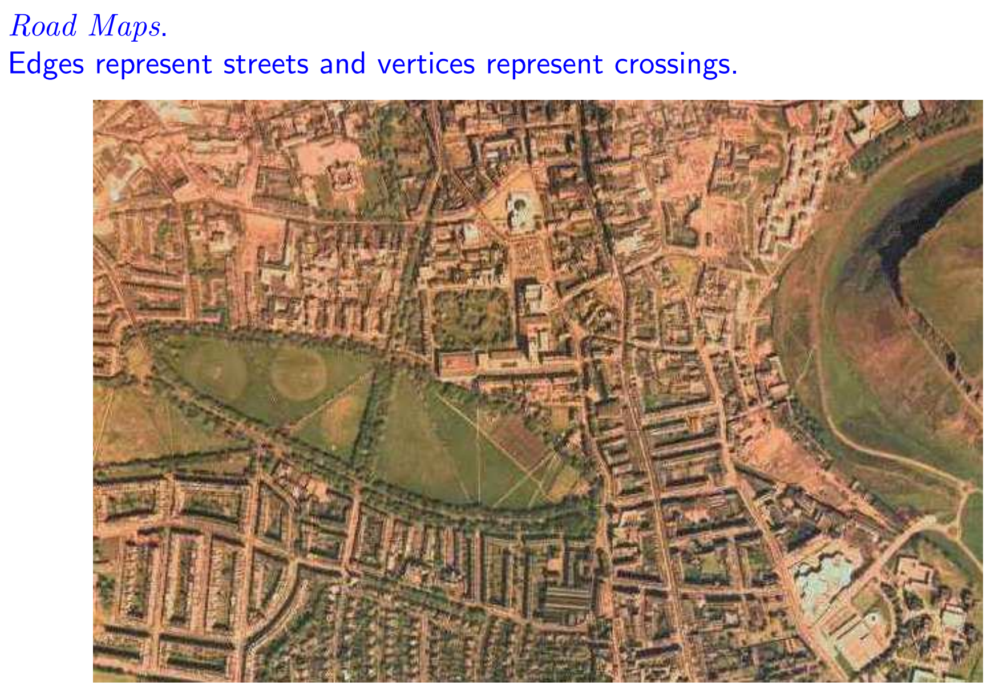 Road Maps.
Edges represent streets and vertices represent crossings.